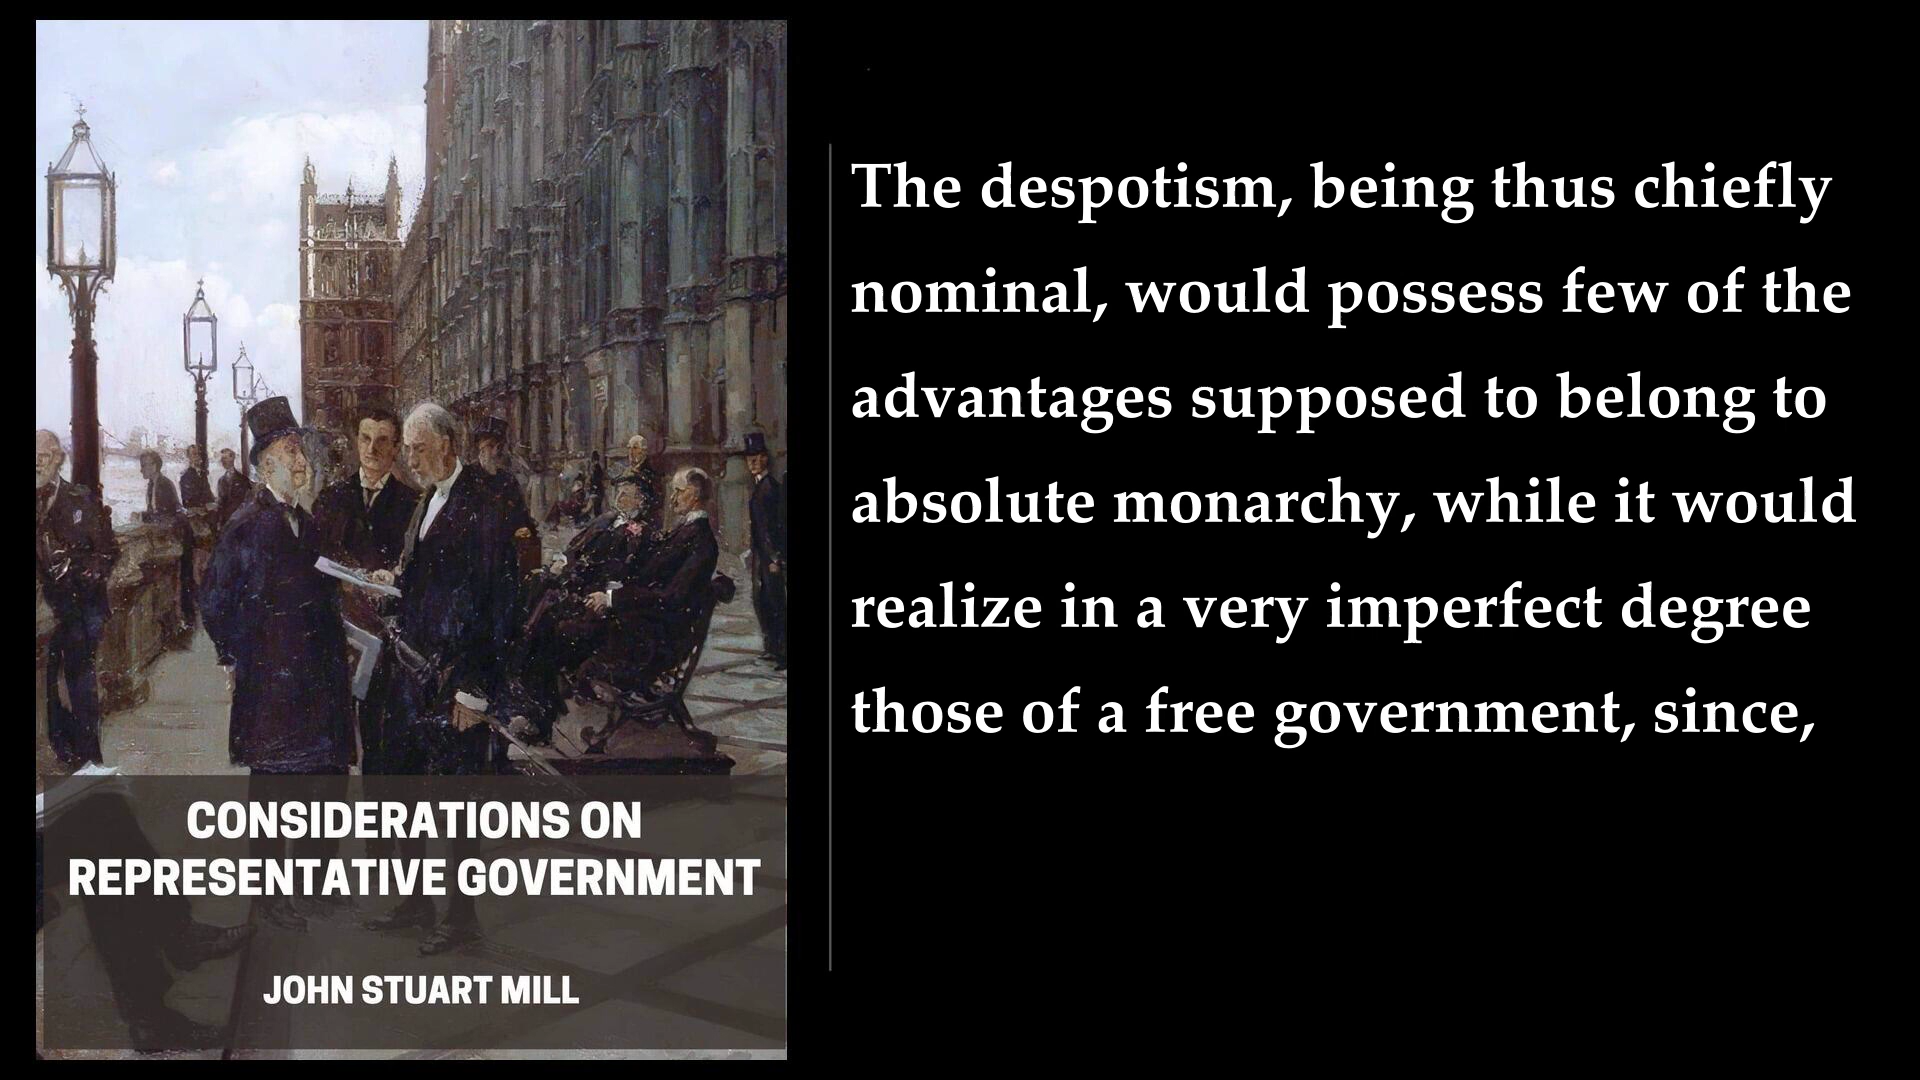 The despotism, being thus chiefly
nominal, would possess few of the
advantages supposed to belong to
absolute monarchy, while it would
realize in a very imperfect degree
those of a free government, since,
CONSIDERATIONS ON
REPRESENTATIVE GOVERNMENT
JOHN STUART MILL